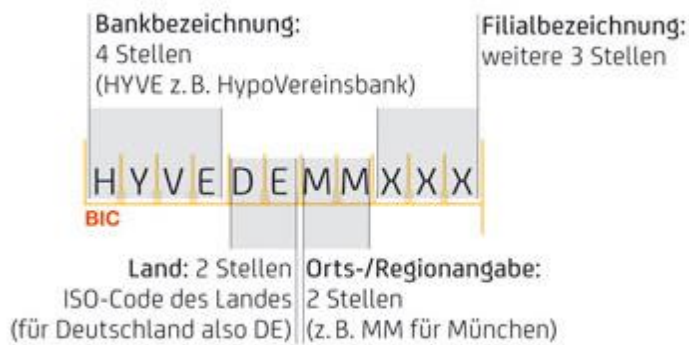 Bankbezeichnung:
4 Stellen
(HYVE z. B. HypoVereinsbank)
Filialbezeichnung:
weitere 3 Stellen
HYVEDEMMXXX
BIC
Land: 2 Stellen
ISO-Code des Landes
(für Deutschland also DE)
Orts-/Regionangabe:
2 Stellen
(z. B. MM für München)